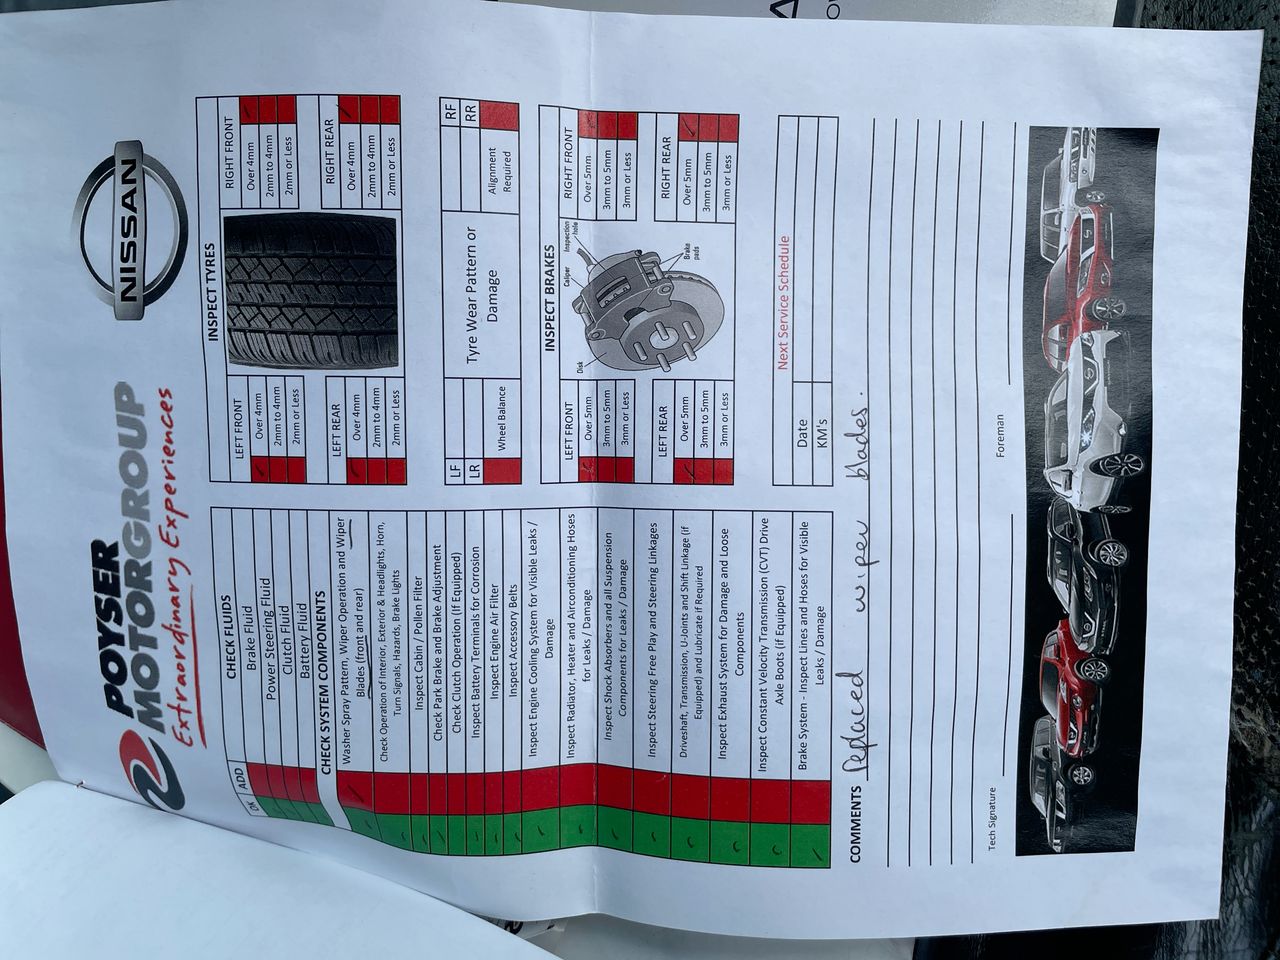 POYSER
MOTORGROUP
Extraordinary Experiences
NISSAN
OK ADD
CHECK FLUIDS
Brake Fluid
Power Steering Fluid
Clutch Fluid
Battery Fluid
CHECK SYSTEM COMPONENTS
Washer Spray Pattern, Wiper Operation and Wiper
Blades (front and rear)
Check Operation of Interior, Exterior & Headlights, Horn,
Turn Signals, Hazards, Brake Lights
Inspect Cabin / Pollen Filter
Check Park Brake and Brake Adjustment
Check Clutch Operation (If Equipped)
Inspect Battery Terminals for Corrosion
Inspect Engine Air Filter
Inspect Accessory Belts
Inspect Engine Cooling System for Visible Leaks /
Damage
Inspect Radiator, Heater and Airconditioning Hoses
for Leaks / Damage
Inspect Shock Absorbers and all Suspension
Components for Leaks / Damage
Inspect Steering Free Play and Steering Linkages
Driveshaft, Transmission, U-Joints and Shift Linkage (if
Equipped) and Lubricate if Required
Inspect Exhaust System for Damage and Loose
Components
Inspect Constant Velocity Transmission (CVT) Drive
Axle Boots (if Equipped)
Brake System - Inspect Lines and Hoses for Visible
Leaks / Damage
INSPECT TYRES
LEFT FRONT
Over 4mm
2mm to 4mm
2mm or Less
RIGHT FRONT
Over 4mm
2mm to 4mm
2mm or Less
LEFT REAR
Over 4mm
2mm to 4mm
2mm or Less
RIGHT REAR
Over 4mm
2mm to 4mm
2mm or Less
LF
LR
Wheel Balance
Tyre Wear Pattern or
Damage
RF
RR
Alignment
Required
INSPECT BRAKES
LEFT FRONT
Over 5mm
3mm to 5mm
3mm or Less
Disk
Caliper
Inspection
hole
Brake
pads
RIGHT FRONT
Over 5mm
3mm to 5mm
3mm or Less
LEFT REAR
Over 5mm
3mm to 5mm
3mm or Less
RIGHT REAR
Over 5mm
3mm to 5mm
3mm or Less
Next Service Schedule
Date
KM's
COMMENTS Replaced wiper blades.
Tech Signature
Foreman